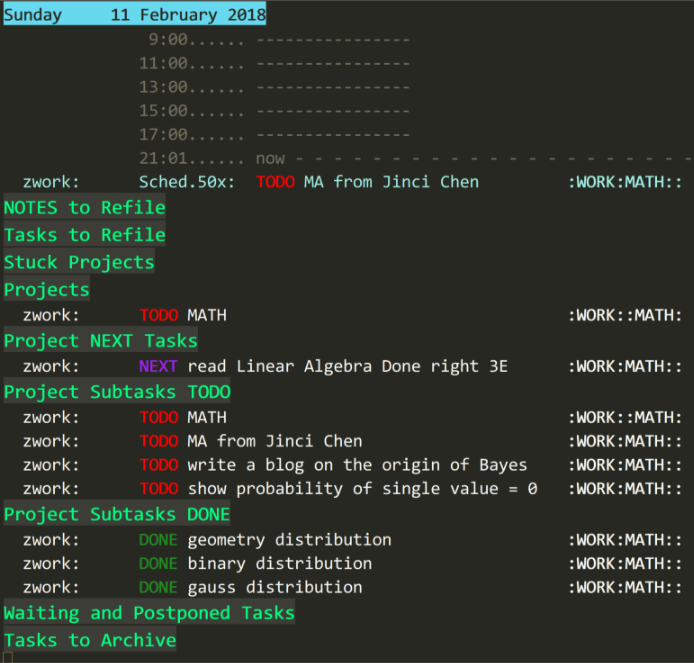 Sunday     11 February 2018
9:00...... ----------------
11:00...... ----------------
13:00...... ----------------
15:00...... ----------------
17:00...... ----------------
21:01...... now - - - - - - - - - - - - - - - - - - - - -
zwork:      Sched.50x:  TODO MA from Jinci Chen         :WORK:MATH::
NOTES to Refile
Tasks to Refile
Stuck Projects
Projects
zwork:      TODO MATH                                   :WORK::MATH:
Project NEXT Tasks
zwork:      NEXT read Linear Algebra Done right 3E      :WORK:MATH::
Project Subtasks TODO
zwork:      TODO MATH                                   :WORK::MATH:
zwork:      TODO MA from Jinci Chen                     :WORK:MATH::
zwork:      TODO write a blog on the origin of Bayes    :WORK:MATH::
zwork:      TODO show probability of single value = 0   :WORK:MATH::
Project Subtasks DONE
zwork:      DONE geometry distribution                  :WORK:MATH::
zwork:      DONE binary distribution                    :WORK:MATH::
zwork:      DONE gauss distribution                     :WORK:MATH::
Waiting and Postponed Tasks
Tasks to Archive